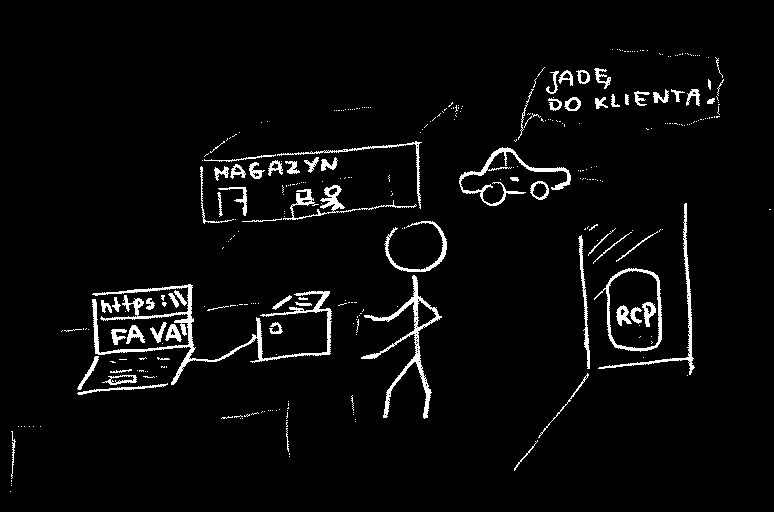 JADĘ
DO KLIENTA!
MAGAZYN
https:\\
FA VAT
RCP